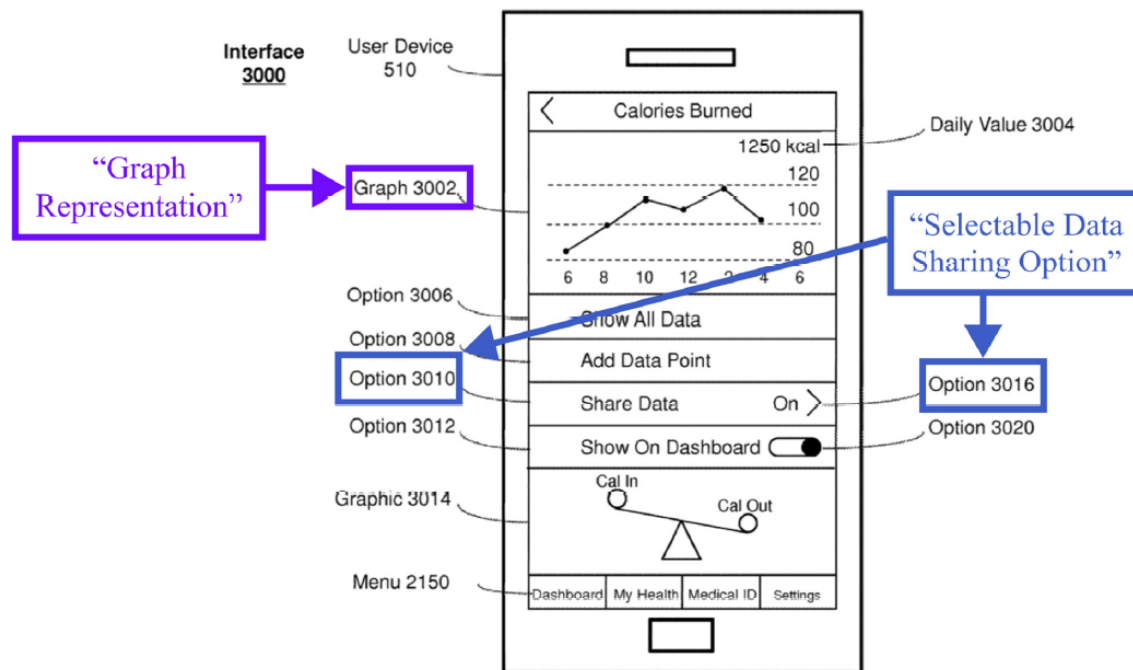 Interface
3000
User Device
510
Calories Burned
Daily Value 3004
1250 kcal
“Graph
Representation”
Graph 3002
120
100
80
6 8 10 12 2 4 6
“Selectable Data
Sharing Option”
Option 3006
Show All Data
Option 3008
Add Data Point
Option 3010
Share Data On
Option 3016
Option 3012
Show On Dashboard
Option 3020
Graphic 3014
Cal In
Cal Out
Menu 2150
Dashboard My Health Medical ID Settings